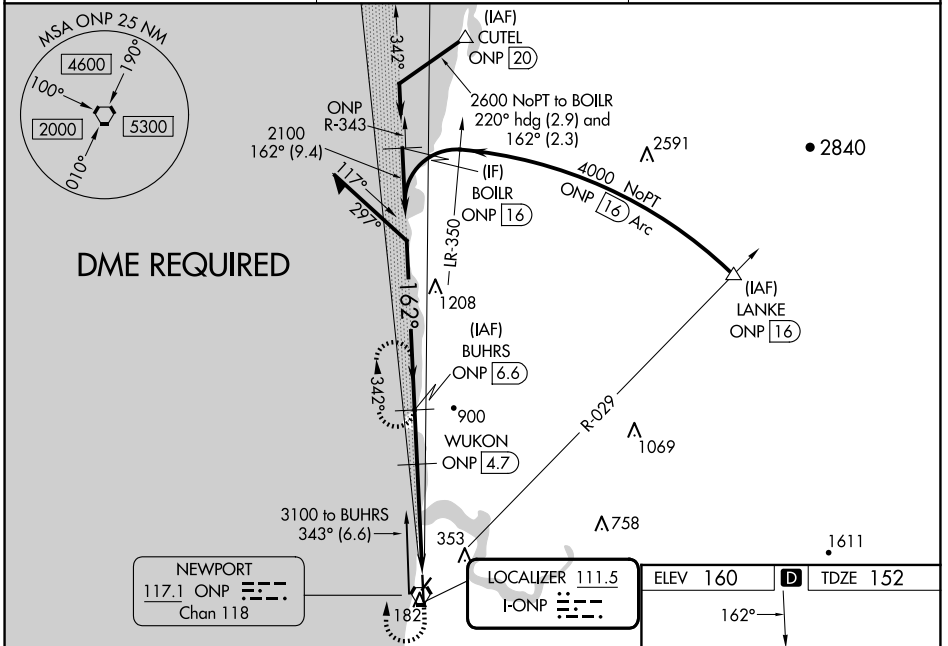 MSA ONP 25 NM
190°
4600
100°
2000
5300
010°
342°
(IAF)
CUTEL
ONP 20
ONP
R-343
2600 NoPT to BOILR
220° hdg (2.9) and
162° (2.3)
2100
162° (9.4)
2591
2840
4000 NoPT
ONP 16 Arc
(IF)
BOILR
ONP 16
117°
297°
LR-350
DME REQUIRED
162°
1208
(IAF)
LANKE
ONP 16
(IAF)
BUHRS
ONP 6.6
342°
900
R-029
WUKON
ONP 4.7
1069
3100 to BUHRS
343° (6.6)
758
353
1611
NEWPORT
117.1 ONP
Chan 118
182
LOCALIZER 111.5
I-ONP
ELEV 160 D TDZE 152
162°